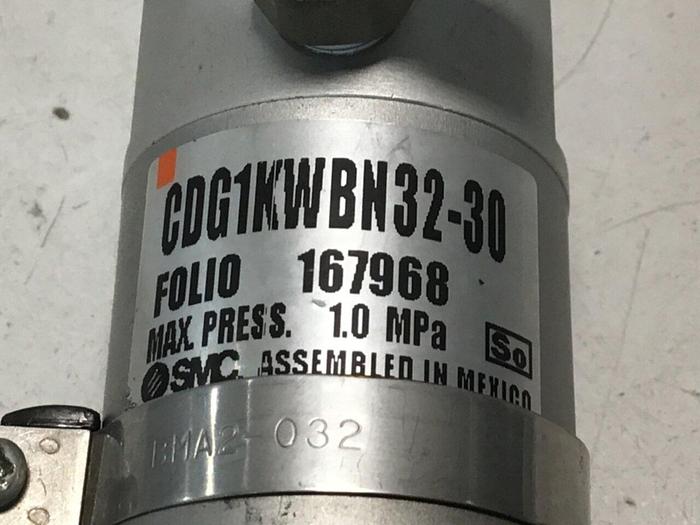 CDG1KWBN32-30
FOLIO 167968
MAX. PRESS. 1.0 MPa
So
SMC. ASSEMBLED IN MEXICO
BMA2-032